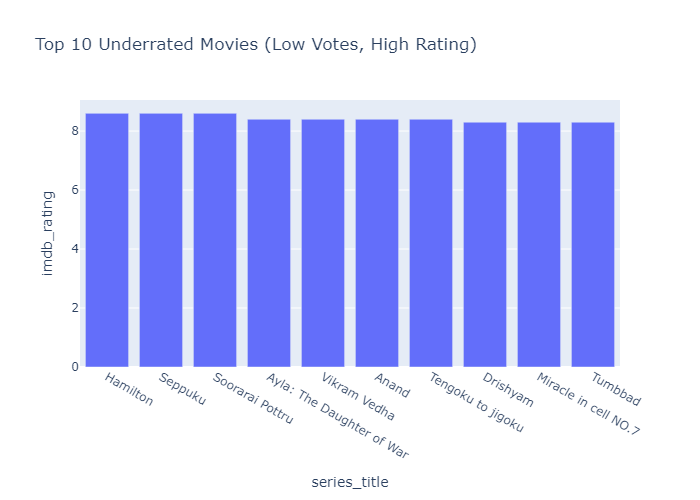 Top 10 Underrated Movies (Low Votes, High Rating)
8
6
4
2
0
imdb_rating
Hamilton
Seppuku
Soorarai Pottru
Ayla: The Daughter of War
Vikram Vedha
Anand
Tengoku to jigoku
Drishyam
Miracle in cell NO.7
Tumbbad
series_title